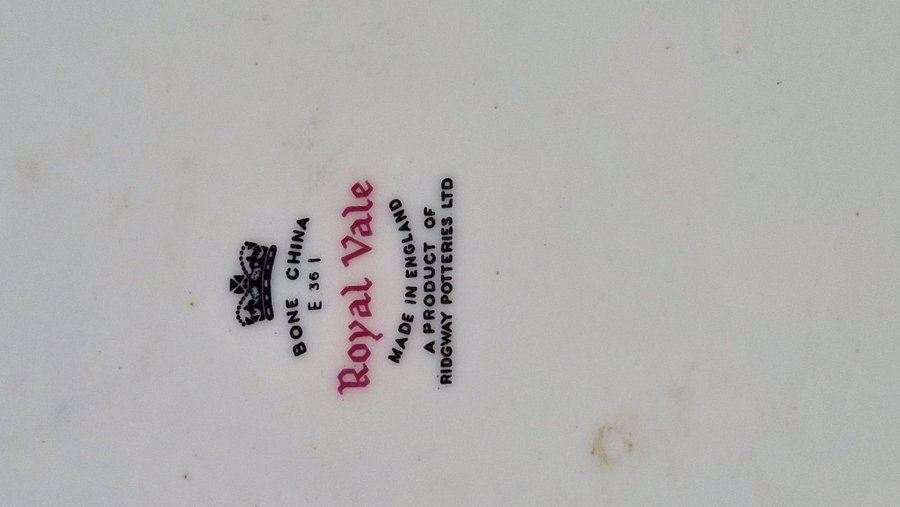 BONE CHINA
E 361
Royal Vale
MADE IN ENGLAND
A PRODUCT OF
RIDGWAY POTTERIES LTD